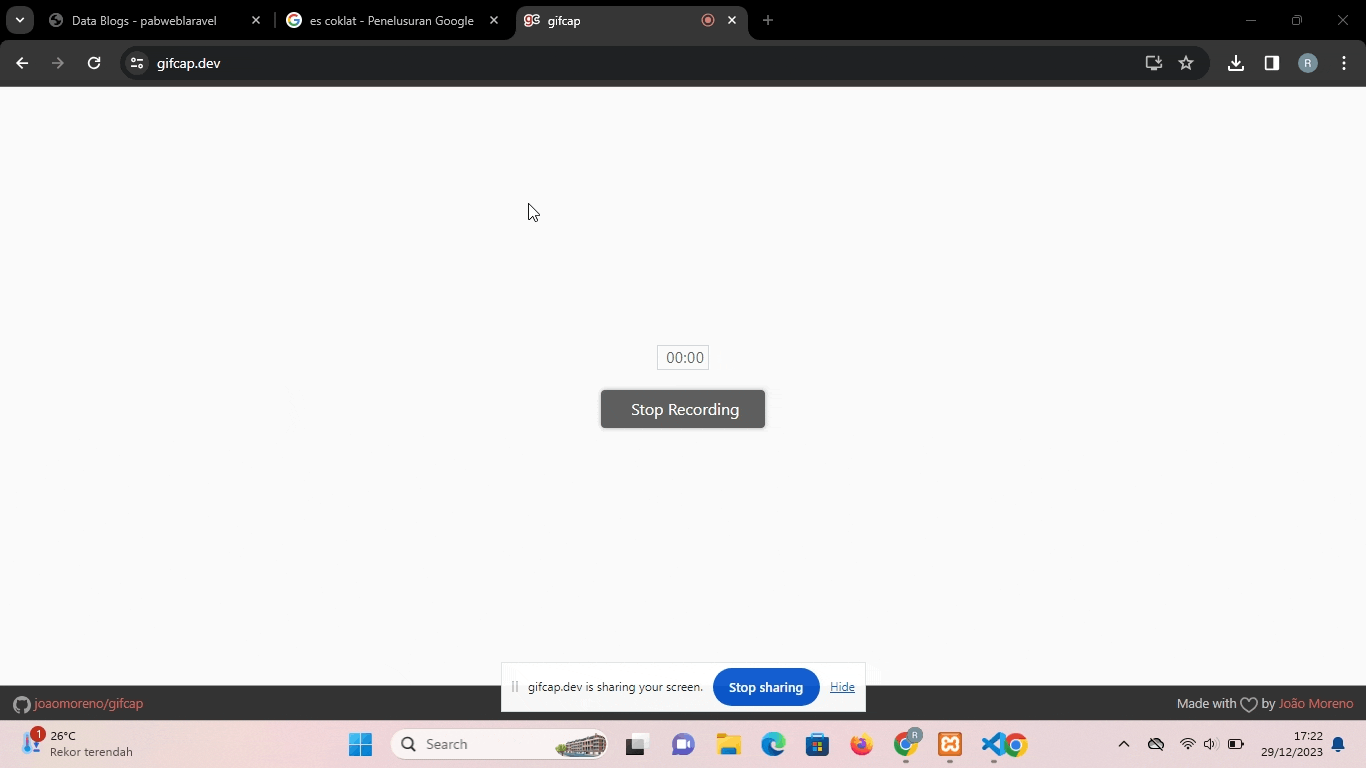 Data Blogs - pabweblaravel
es coklat - Penelusuran Google
gc gifcap
gifcap.dev
R
00:00
Stop Recording
gifcap.dev is sharing your screen. Stop sharing Hide
joaomoreno/gifcap
Made with by João Moreno
1
26°C
Rekor terendah
Search
R
17:22
29/12/2023